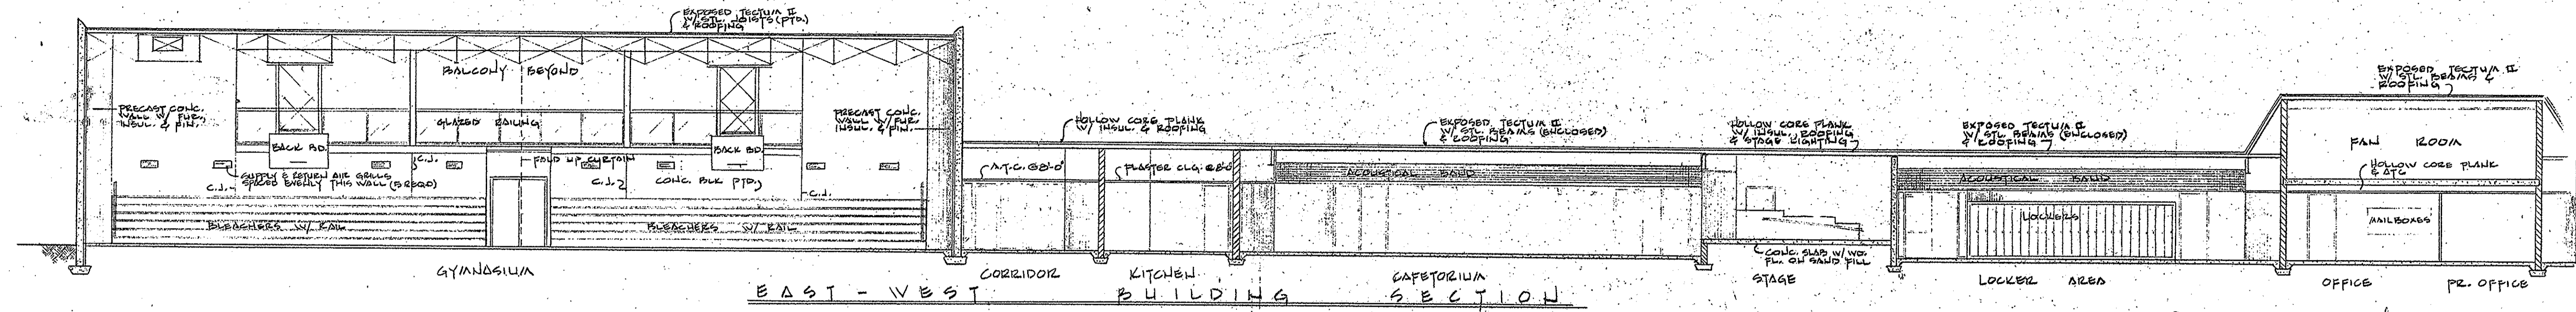 EXPOSED TECTUM II
W/ STL. JOISTS (PTD.)
& ROOFING
BALCONY BEYOND
PRECAST CONC.
WALL W/ FUR.,
INSUL. & FIN.
GLAZED RAILING
PRECAST CONC.
WALL W/ FUR.
INSUL. & FIN.
BACK BD.
BACK BD.
C.J.
FOLD UP CURTAIN
SUPPLY & RETURN AIR GRILLS
SPACED EVENLY THIS WALL (5 REQ'D)
C.J.
C.J.
CONC. BLK PTD.
C.J.
BLEACHERS W/ RAIL
BLEACHERS W/ RAIL
GYMNASIUM
HOLLOW CORE PLANK
W/ INSUL. & ROOFING
A.T.C. @ 8'-0"
PLASTER CLG. @ 8'-0"
CORRIDOR
KITCHEN
EXPOSED TECTUM II
W/ STL. BEAMS (ENCLOSED)
& ROOFING
ACOUSTICAL BAND
CAFETORIUM
HOLLOW CORE PLANK
W/ INSUL., ROOFING
& STAGE LIGHTING
CONC. SLAB W/ WD.
FL. ON SAND FILL
STAGE
EXPOSED TECTUM II
W/ STL. BEAMS (ENCLOSED)
& ROOFING
ACOUSTICAL BAND
LOCKERS
LOCKER AREA
EXPOSED TECTUM II
W/ STL. BEAMS &
ROOFING
FAN ROOM
HOLLOW CORE PLANK
& ATC
MAILBOXES
OFFICE
PR. OFFICE
EAST - WEST BUILDING SECTION